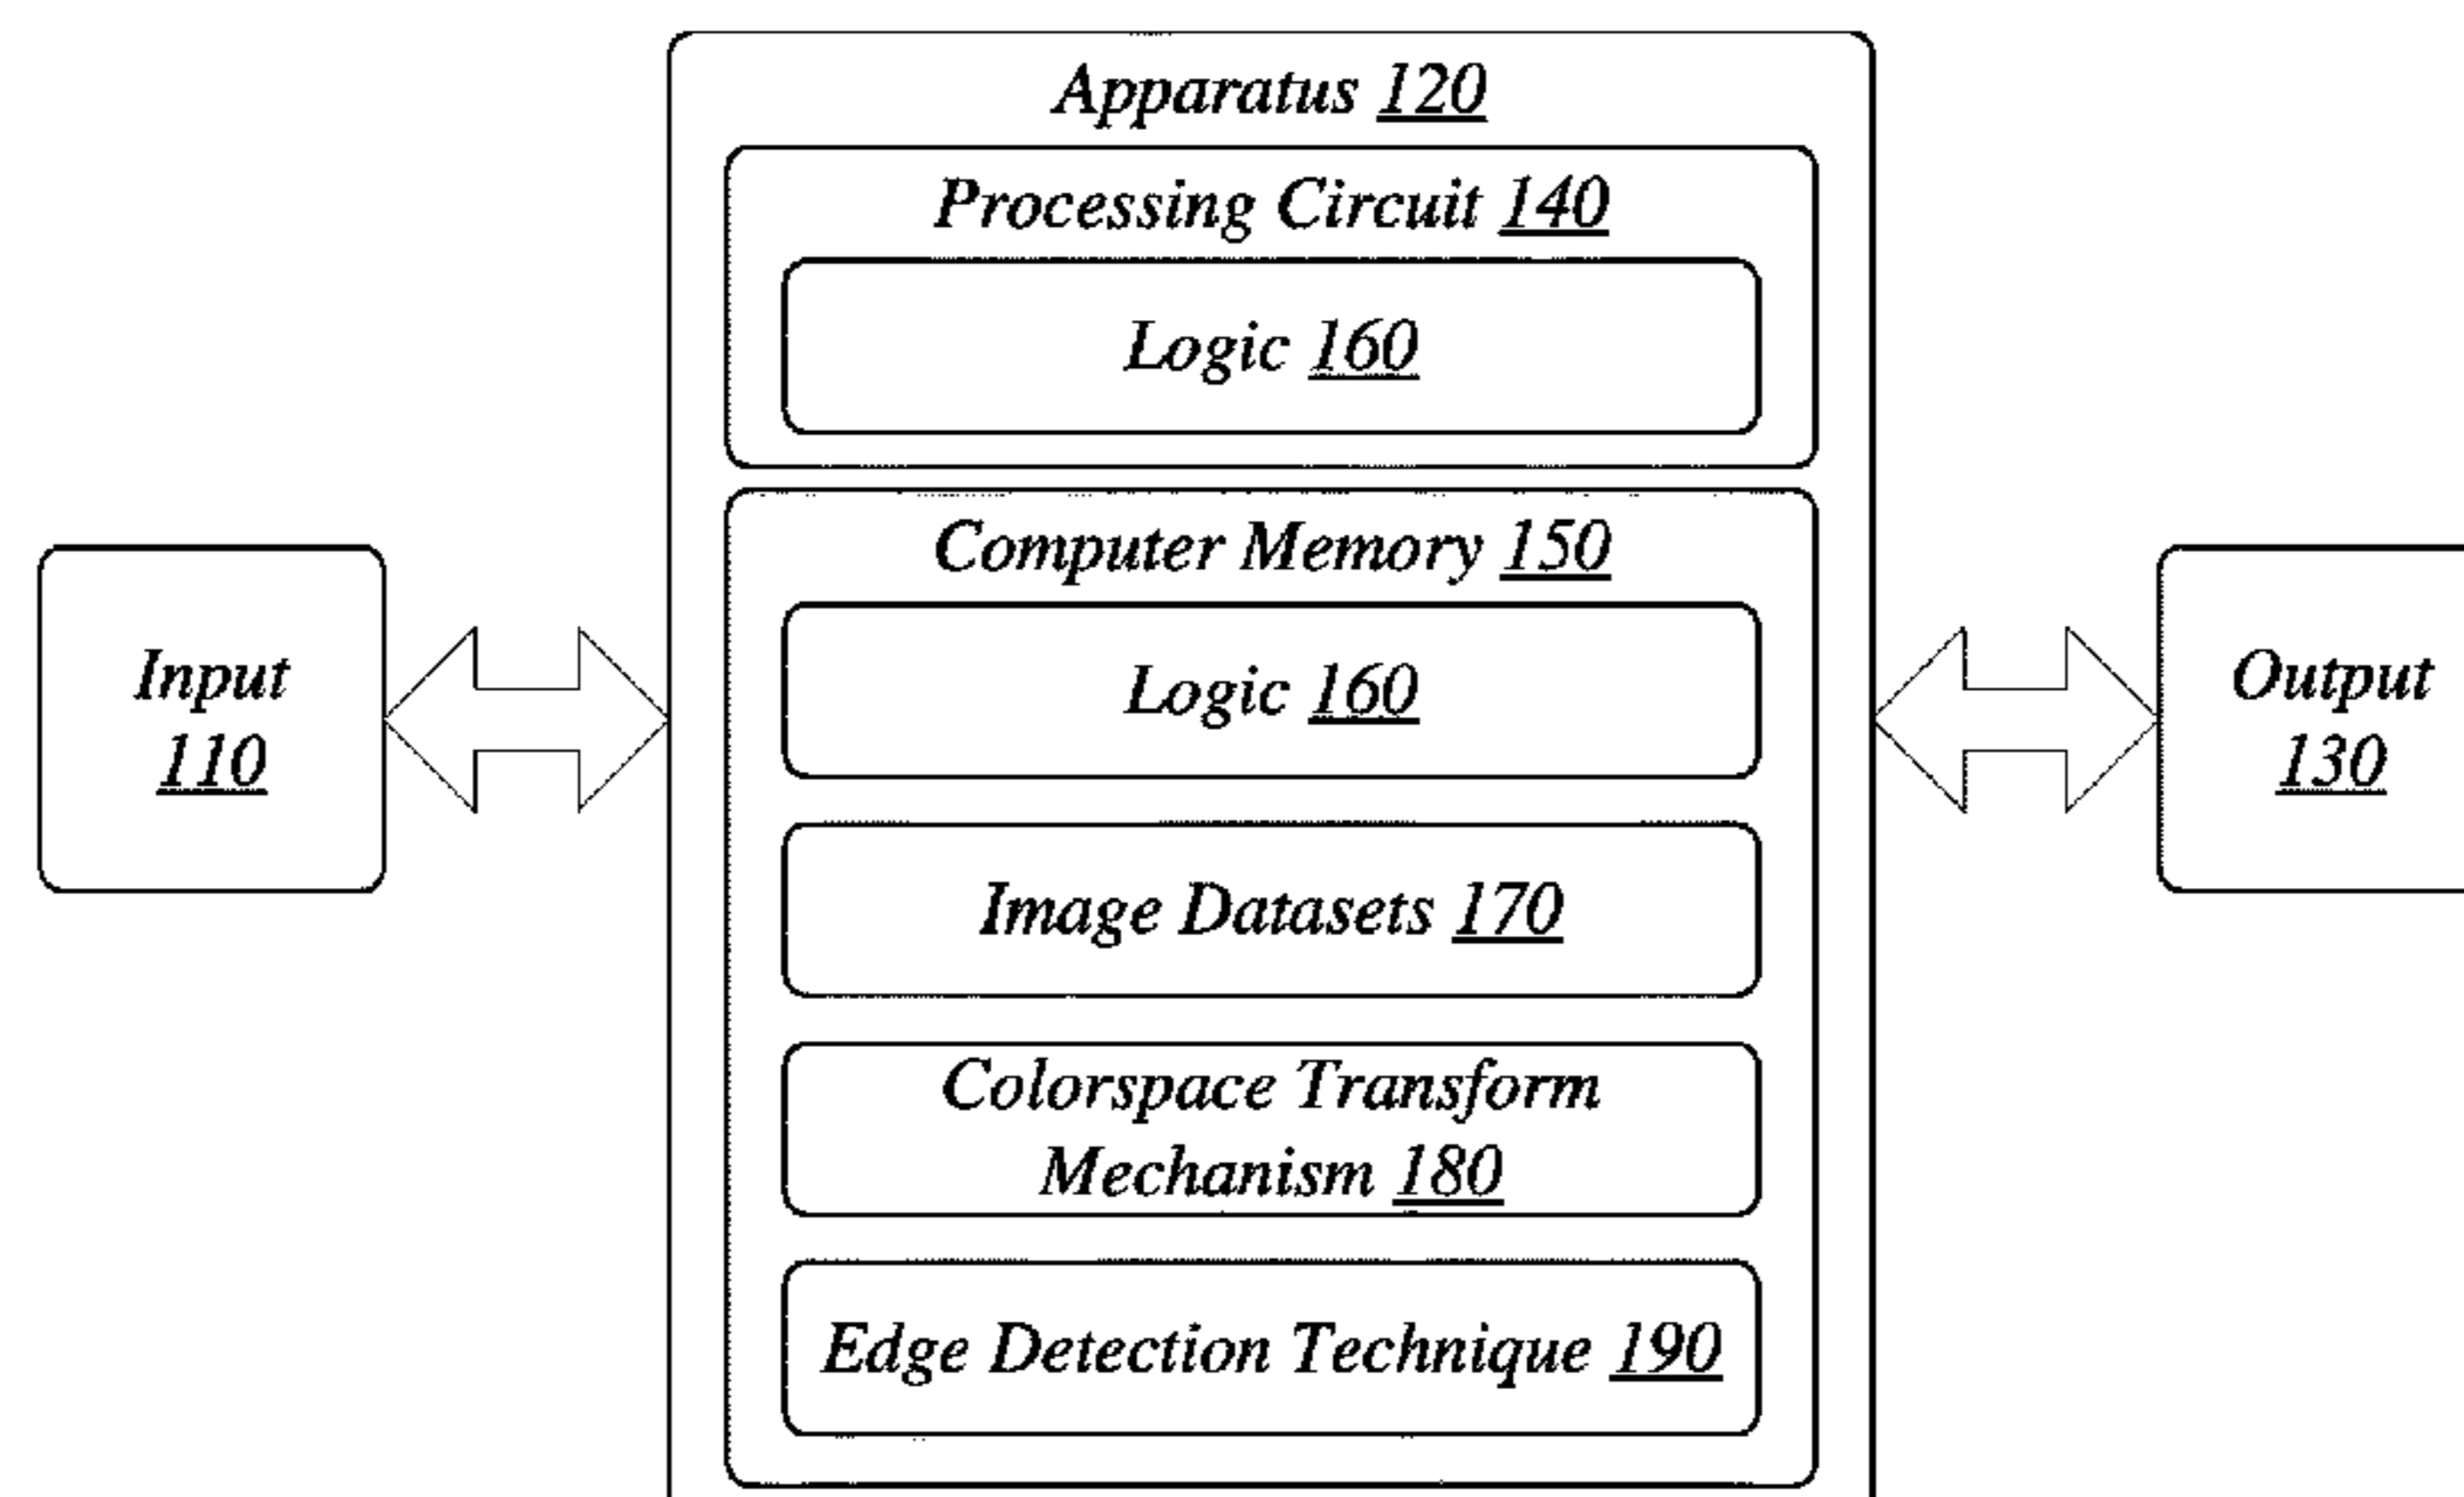 Apparatus 120
Processing Circuit 140
Logic 160
Computer Memory 150
Logic 160
Image Datasets 170
Colorspace Transform
Mechanism 180
Edge Detection Technique 190
Input
110
Output
130